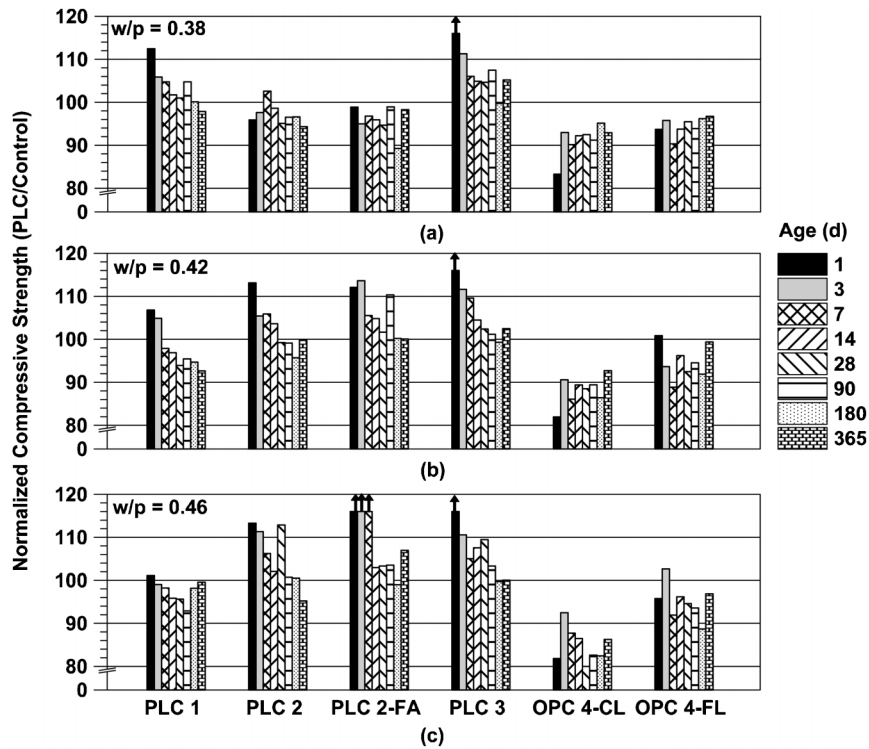 Normalized Compressive Strength (PLC/Control)
w/p = 0.38
120
110
100
90
80
0
(a)
w/p = 0.42
120
110
100
90
80
0
(b)
w/p = 0.46
120
110
100
90
80
0
PLC 1 PLC 2 PLC 2-FA PLC 3 OPC 4-CL OPC 4-FL
(c)
Age (d)
1
3
7
14
28
90
180
365